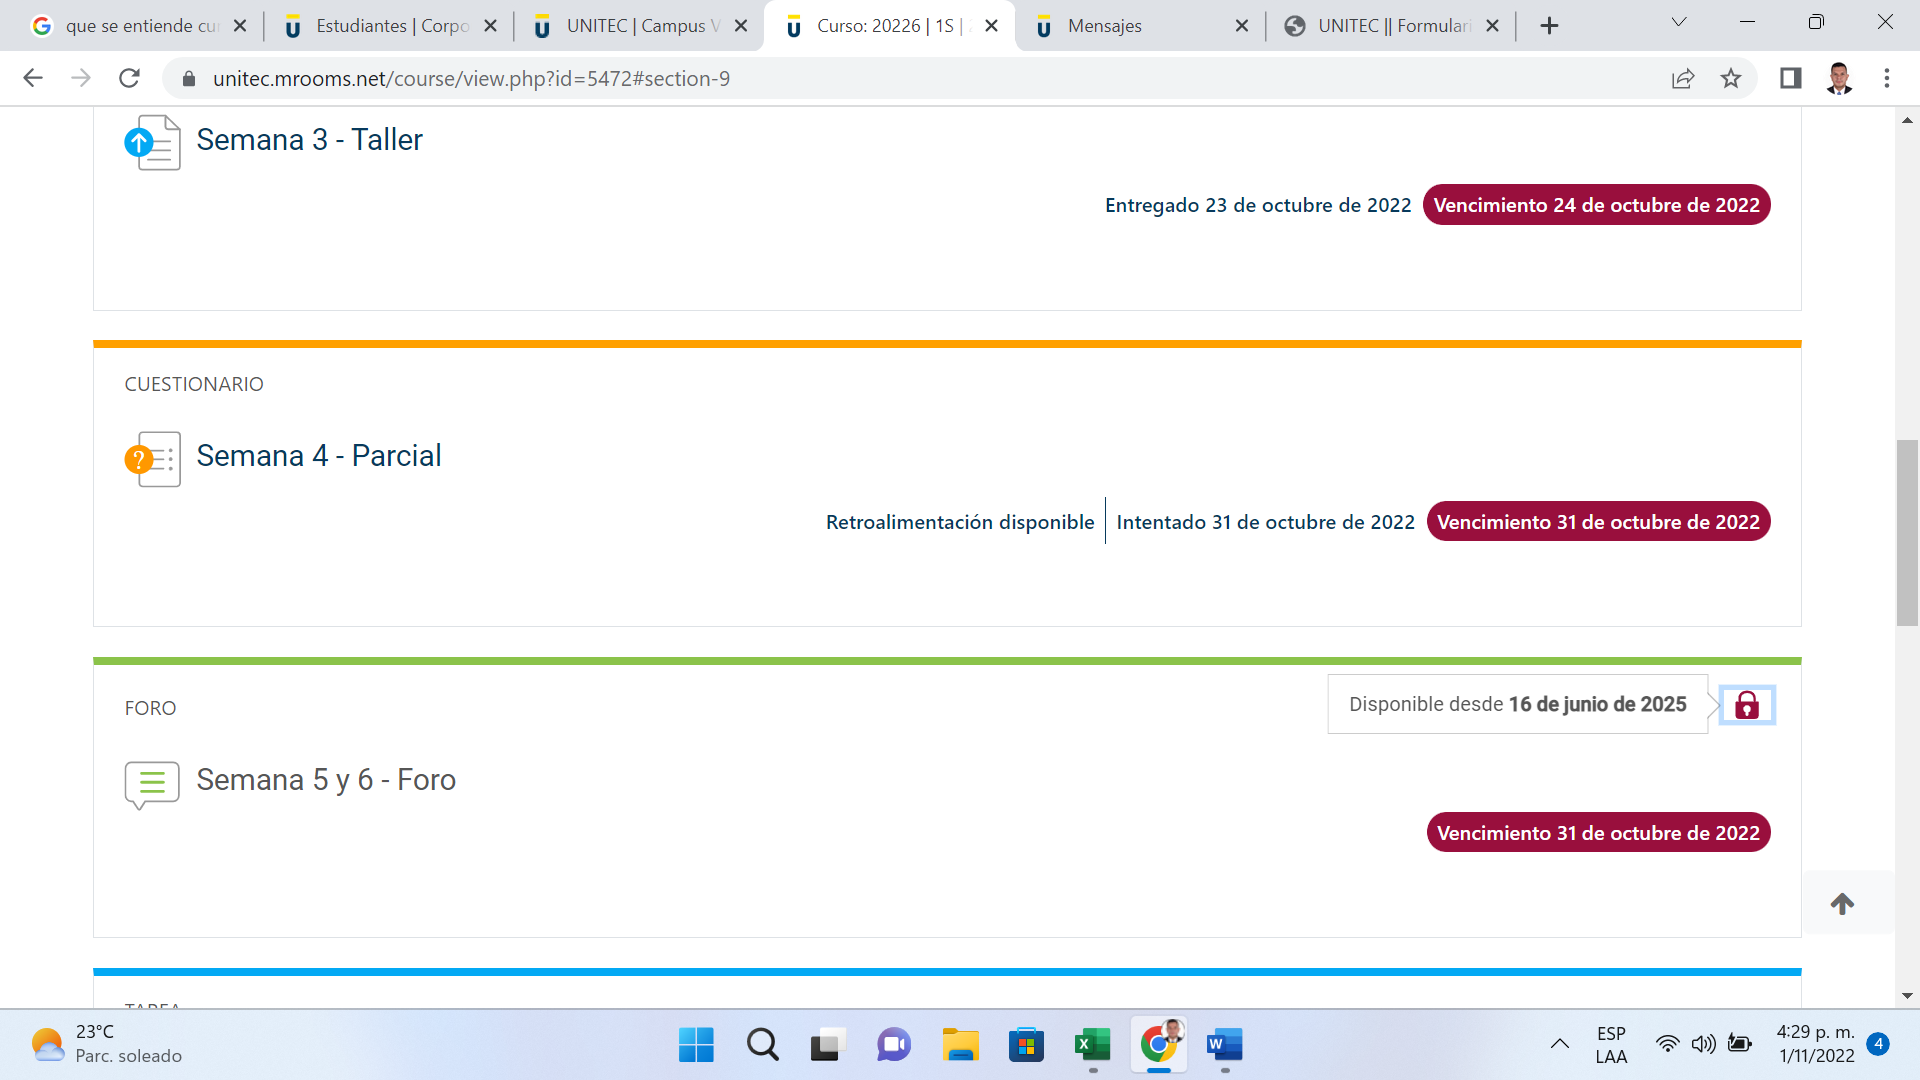 que se entiende cur
Estudiantes | Corpo
UNITEC | Campus V
Curso: 20226 | 1S |
Mensajes
UNITEC || Formulari
unitec.mrooms.net/course/view.php?id=5472#section-9
Semana 3 - Taller
Entregado 23 de octubre de 2022
Vencimiento 24 de octubre de 2022
CUESTIONARIO
Semana 4 - Parcial
Retroalimentación disponible
Intentado 31 de octubre de 2022
Vencimiento 31 de octubre de 2022
FORO
Disponible desde 16 de junio de 2025
Semana 5 y 6 - Foro
Vencimiento 31 de octubre de 2022
TAREA
23°C
Parc. soleado
ESP
LAA
4:29 p. m.
1/11/2022
4